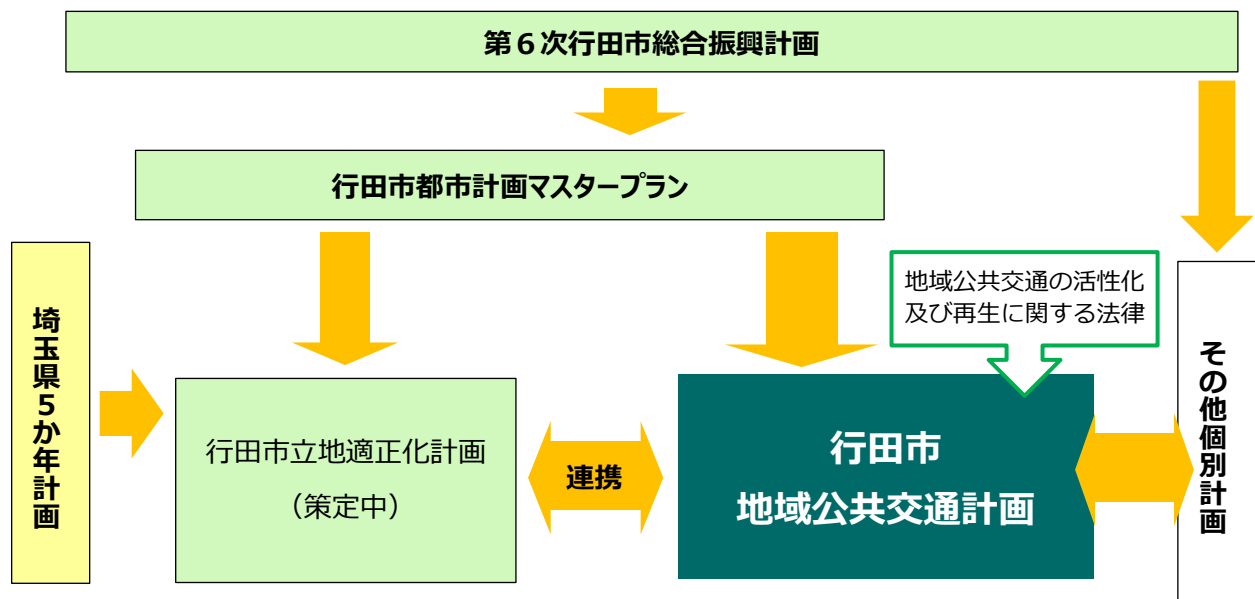 第６次行田市総合振興計画
行田市都市計画マスタープラン
地域公共交通の活性化
及び再生に関する法律
埼玉県５か年計画
行田市立地適正化計画
（策定中）
連携
行田市
地域公共交通計画
その他個別計画